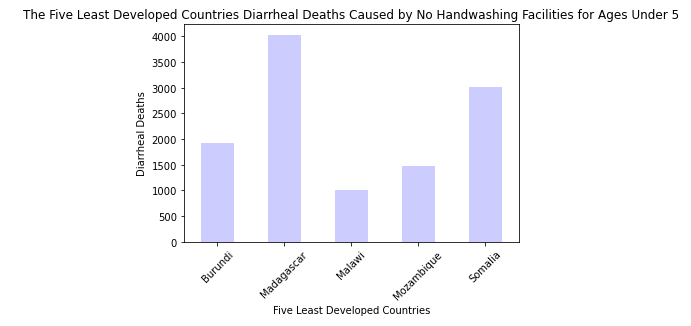 The Five Least Developed Countries Diarrheal Deaths Caused by No Handwashing Facilities for Ages Under 5
4000
3500
3000
2500
2000
1500
1000
500
0
Diarrheal Deaths
Burundi
Madagascar
Malawi
Mozambique
Somalia
Five Least Developed Countries